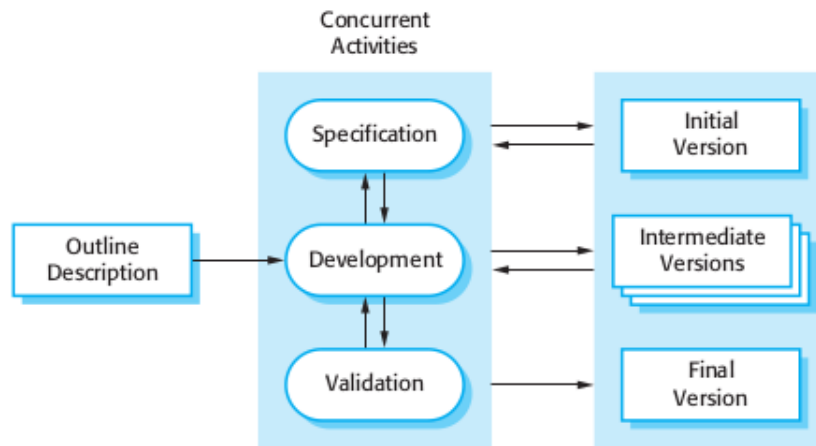 Concurrent
Activities
Specification
Initial
Version
Outline
Description
Development
Intermediate
Versions
Validation
Final
Version